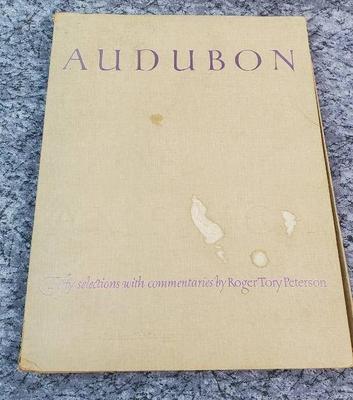 AUDUBON
Fifty selections with commentaries by Roger Tory Peterson